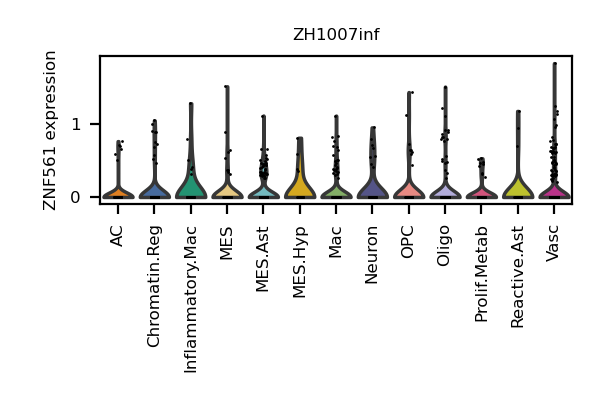 ZH1007inf
ZNF561 expression
1
0
AC
Chromatin.Reg
Inflammatory.Mac
MES
MES.Ast
MES.Hyp
Mac
Neuron
OPC
Oligo
Prolif.Metab
Reactive.Ast
Vasc